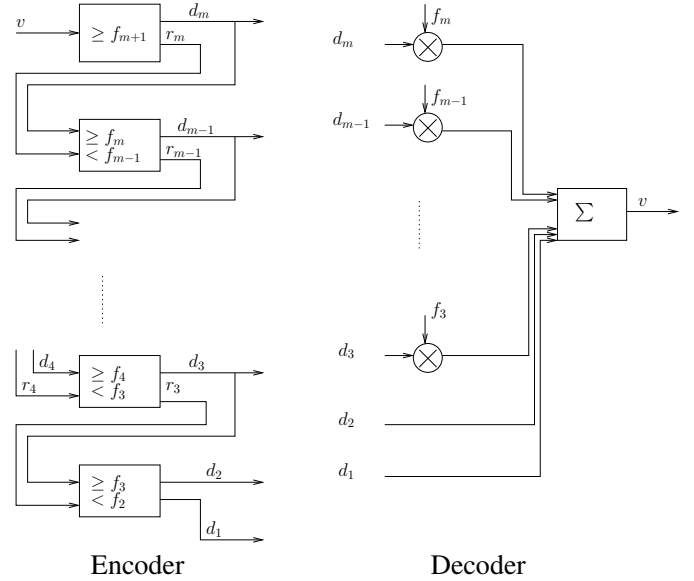 v
≥ f_{m+1}
d_m
r_m
≥ f_m
< f_{m−1}
d_{m−1}
r_{m−1}
d_4
r_4
≥ f_4
< f_3
d_3
r_3
≥ f_3
< f_2
d_2
d_1
Encoder
f_m
d_m
f_{m−1}
d_{m−1}
Σ
v
f_3
d_3
d_2
d_1
Decoder